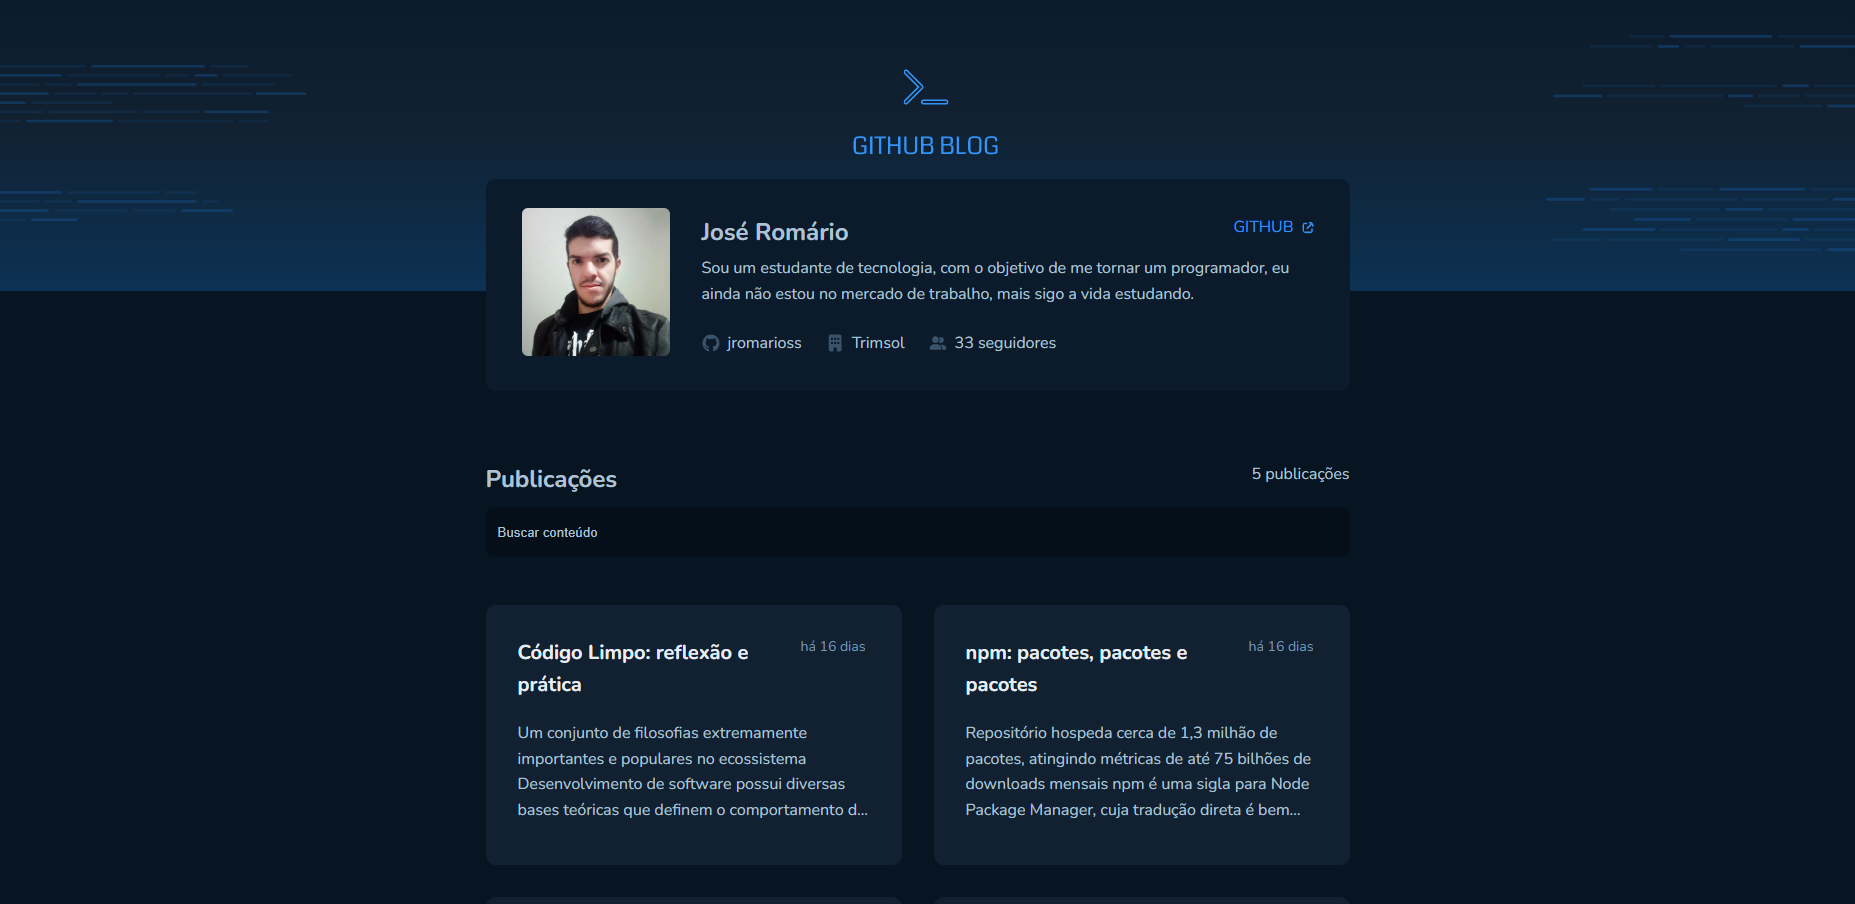 GITHUB BLOG
José Romário
GITHUB
Sou um estudante de tecnologia, com o objetivo de me tornar um programador, eu
ainda não estou no mercado de trabalho, mais sigo a vida estudando.
jromarioss
Trimsol
33 seguidores
Publicações
5 publicações
Buscar conteúdo
Código Limpo: reflexão e
prática
há 16 dias
Um conjunto de filosofias extremamente
importantes e populares no ecossistema
Desenvolvimento de software possui diversas
bases teóricas que definem o comportamento d...
npm: pacotes, pacotes e
pacotes
há 16 dias
Repositório hospeda cerca de 1,3 milhão de
pacotes, atingindo métricas de até 75 bilhões de
downloads mensais npm é uma sigla para Node
Package Manager, cuja tradução direta é bem...